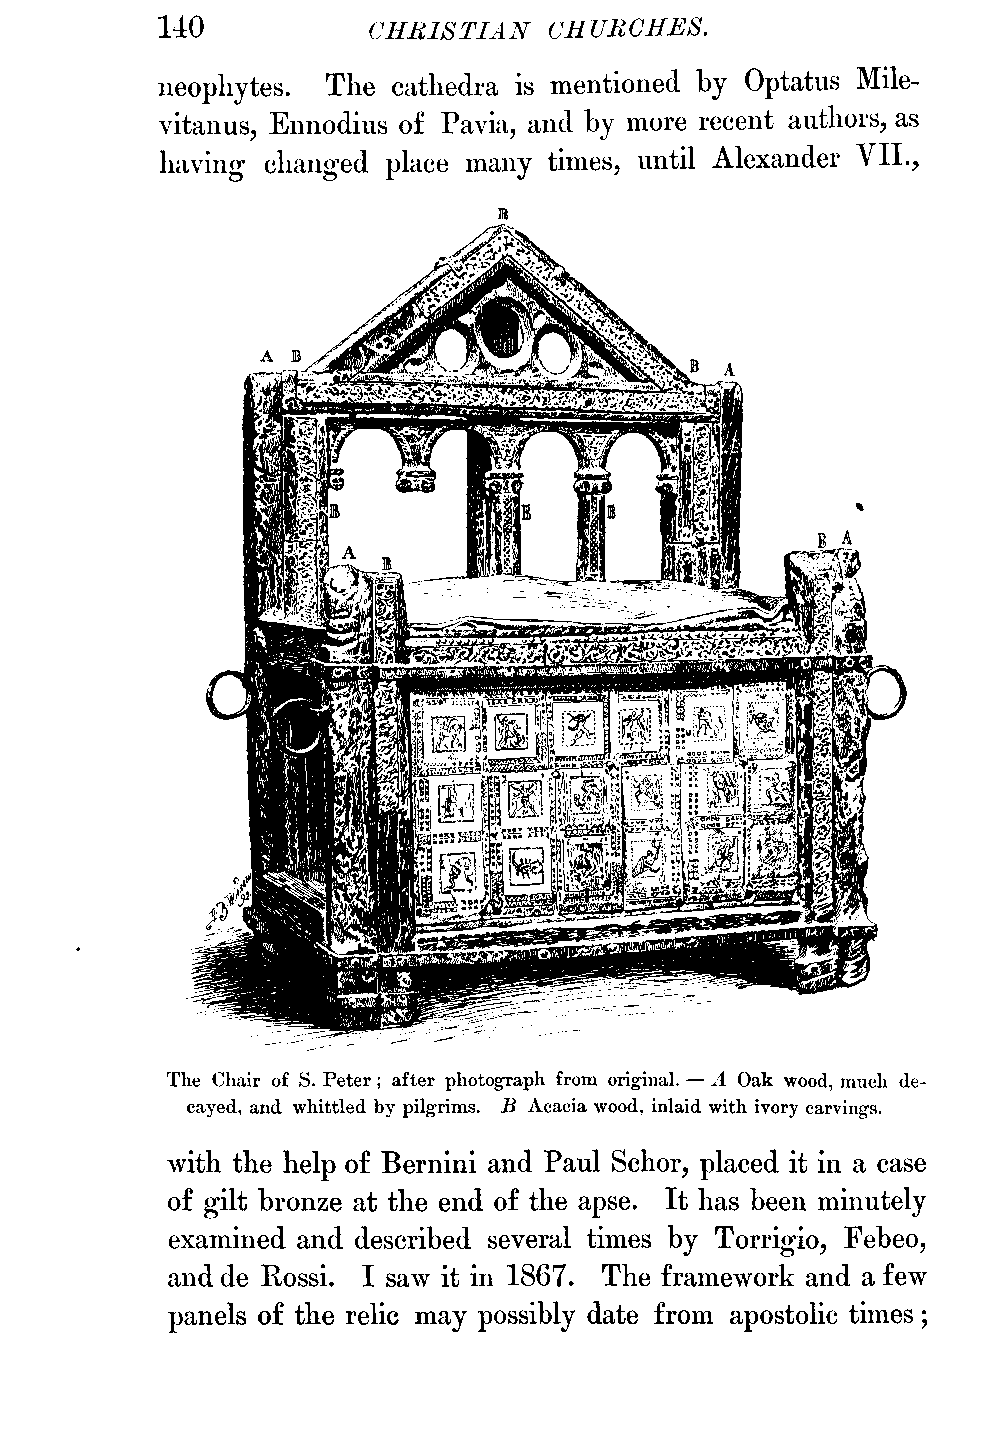 140 CHRISTIAN CHURCHES.
neophytes. The cathedra is mentioned by Optatus Mile-
vitanus, Ennodius of Pavia, and by more recent authors, as
having changed place many times, until Alexander VII.,
B
A B
B A
B
E
B
B A
A
B
The Chair of S. Peter; after photograph from original. — A Oak wood, much de-
cayed, and whittled by pilgrims. B Acacia wood, inlaid with ivory carvings.
with the help of Bernini and Paul Schor, placed it in a case
of gilt bronze at the end of the apse. It has been minutely
examined and described several times by Torrigio, Febeo,
and de Rossi. I saw it in 1867. The framework and a few
panels of the relic may possibly date from apostolic times;